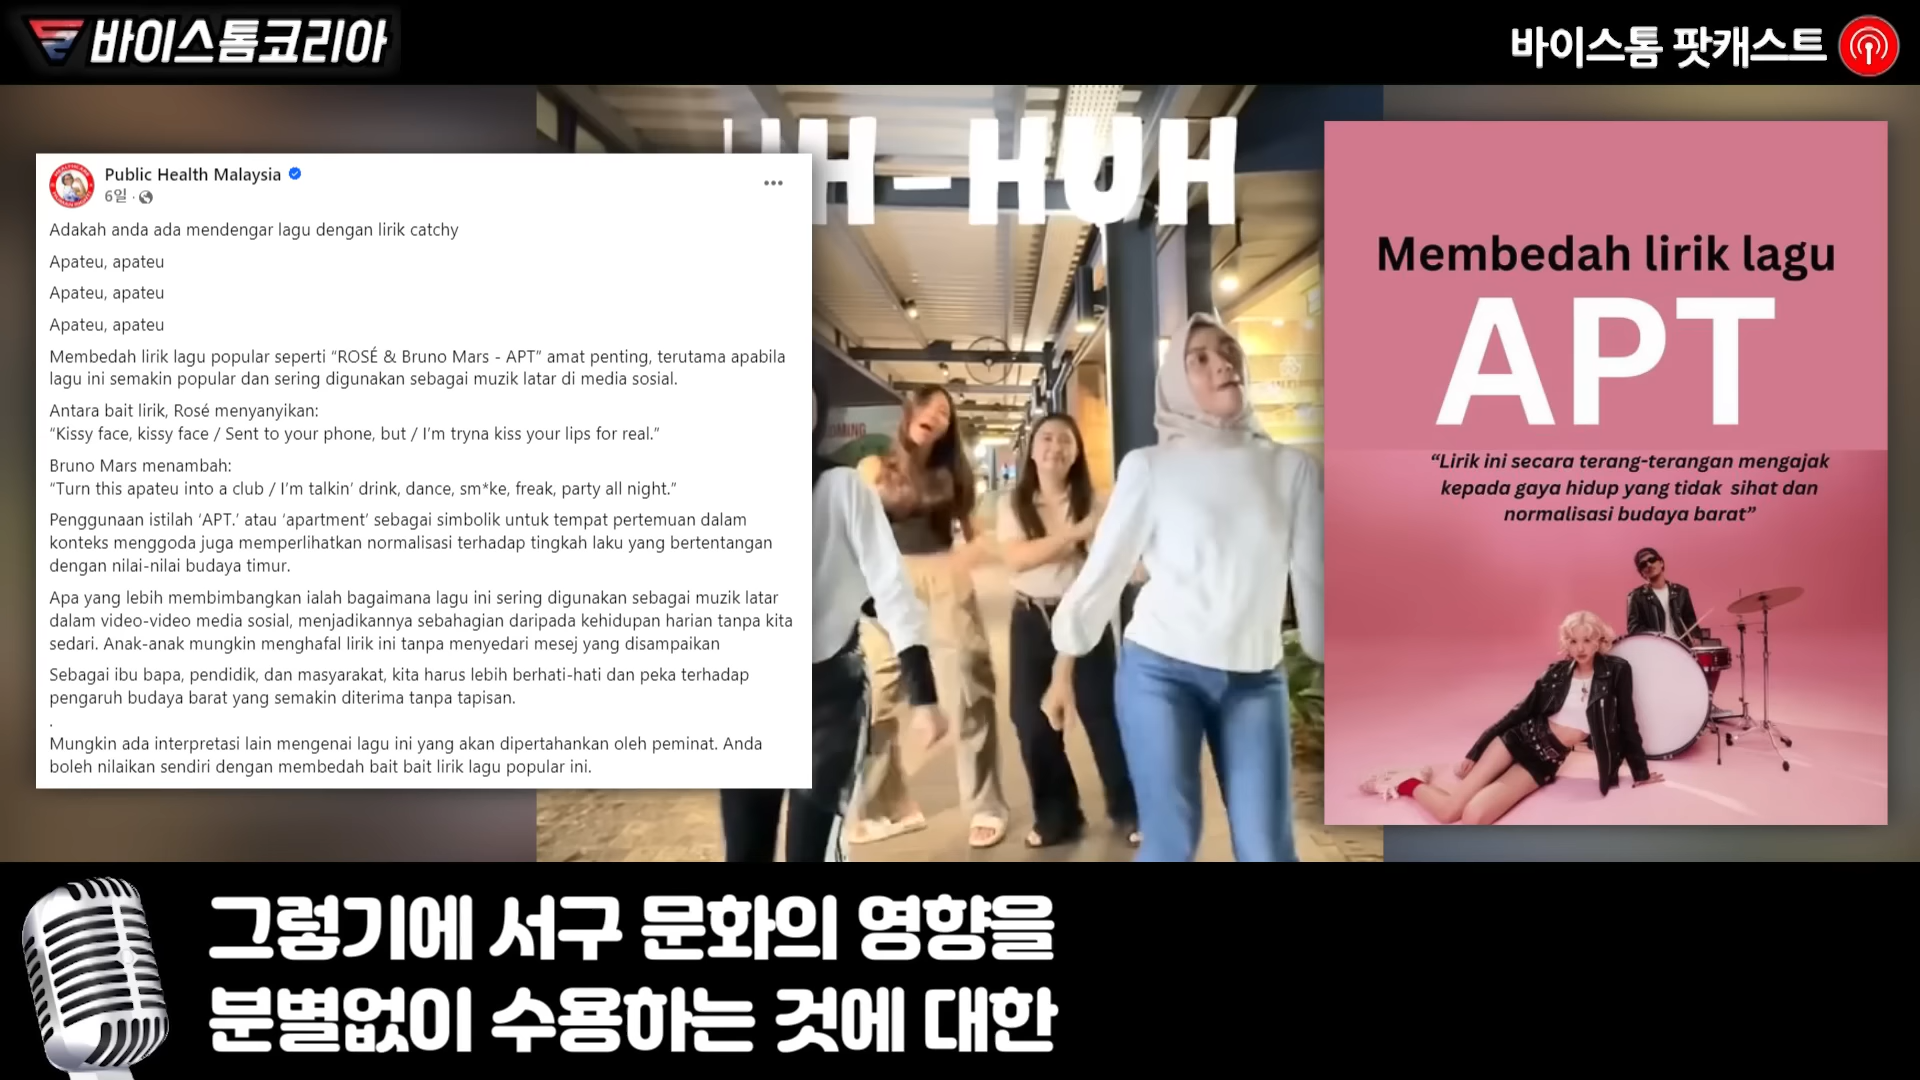 바이스톰코리아
바이스톰 팟캐스트
UH-HUH
Public Health Malaysia
6일 ·
Adakah anda ada mendengar lagu dengan lirik catchy
Apateu, apateu
Apateu, apateu
Apateu, apateu
Membedah lirik lagu popular seperti “ROSÉ & Bruno Mars - APT” amat penting, terutama apabila
lagu ini semakin popular dan sering digunakan sebagai muzik latar di media sosial.
Antara bait lirik, Rosé menyanyikan:
“Kissy face, kissy face / Sent to your phone, but / I’m tryna kiss your lips for real.”
Bruno Mars menambah:
“Turn this apateu into a club / I’m talkin’ drink, dance, sm*ke, freak, party all night.”
Penggunaan istilah ‘APT.’ atau ‘apartment’ sebagai simbolik untuk tempat pertemuan dalam
konteks menggoda juga memperlihatkan normalisasi terhadap tingkah laku yang bertentangan
dengan nilai-nilai budaya timur.
Apa yang lebih membimbangkan ialah bagaimana lagu ini sering digunakan sebagai muzik latar
dalam video-video media sosial, menjadikannya sebahagian daripada kehidupan harian tanpa kita
sedari. Anak-anak mungkin menghafal lirik ini tanpa menyedari mesej yang disampaikan
Sebagai ibu bapa, pendidik, dan masyarakat, kita harus lebih berhati-hati dan peka terhadap
pengaruh budaya barat yang semakin diterima tanpa tapisan.
.
Mungkin ada interpretasi lain mengenai lagu ini yang akan dipertahankan oleh peminat. Anda
boleh nilaikan sendiri dengan membedah bait bait lirik lagu popular ini.
Membedah lirik lagu
APT
“Lirik ini secara terang-terangan mengajak
kepada gaya hidup yang tidak sihat dan
normalisasi budaya barat”
그렇기에 서구 문화의 영향을
분별없이 수용하는 것에 대한